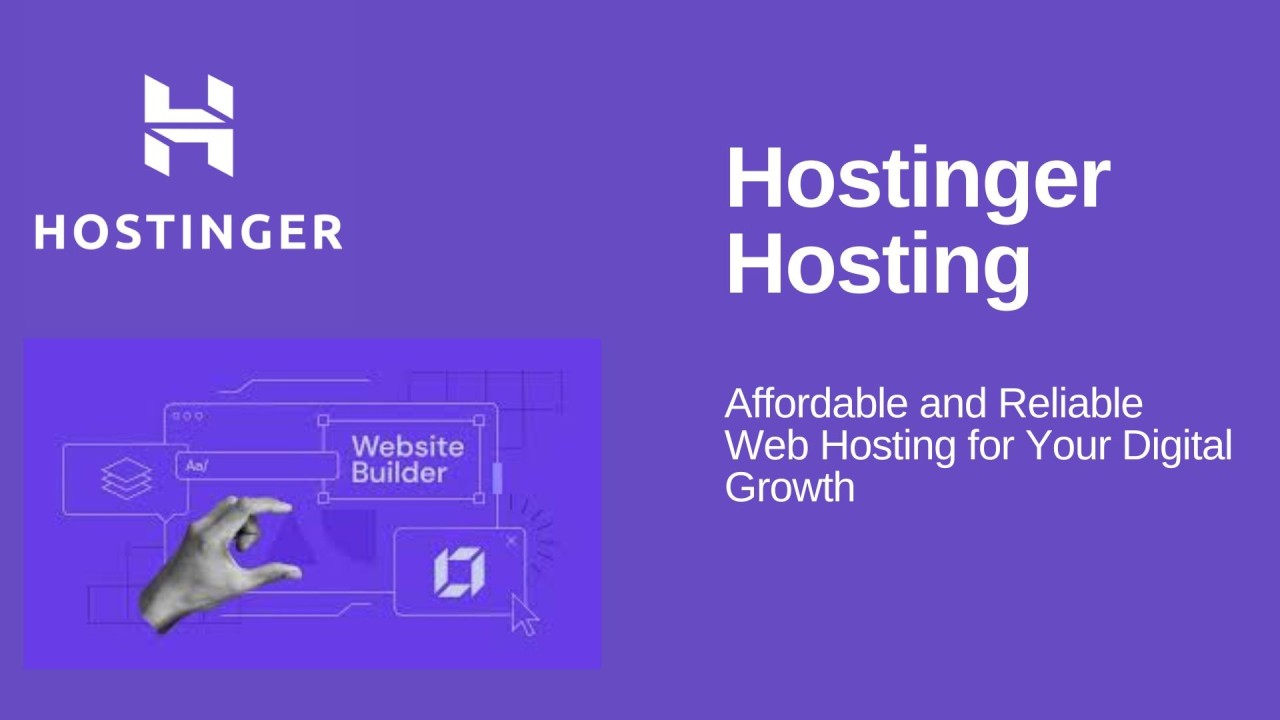 HOSTINGER
Hostinger
Hosting
Affordable and Reliable
Web Hosting for Your Digital
Growth
Website
Builder
Aa/